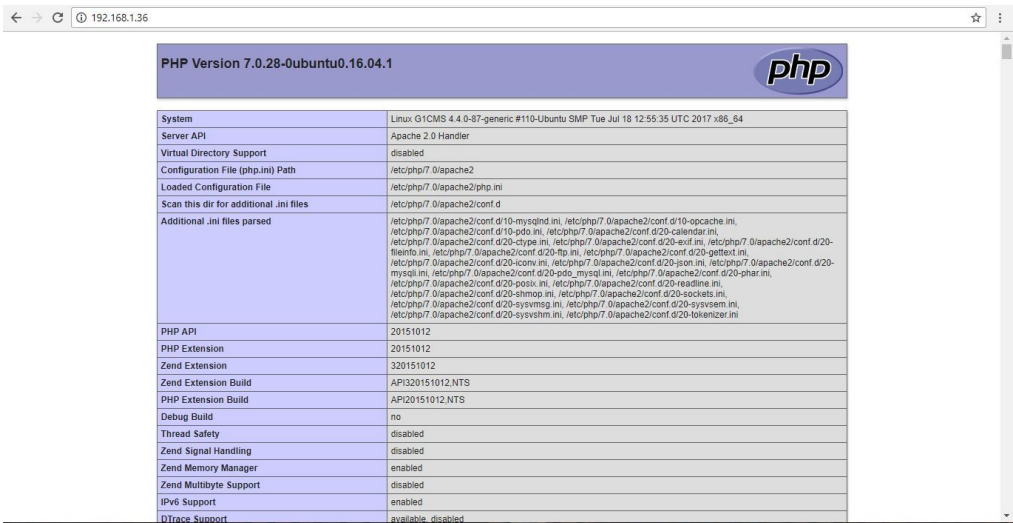 192.168.1.36
PHP Version 7.0.28-0ubuntu0.16.04.1
php
System Linux G1CMS 4.4.0-87-generic #110-Ubuntu SMP Tue Jul 18 12:55:35 UTC 2017 x86_64
Server API Apache 2.0 Handler
Virtual Directory Support disabled
Configuration File (php.ini) Path /etc/php/7.0/apache2
Loaded Configuration File /etc/php/7.0/apache2/php.ini
Scan this dir for additional .ini files /etc/php/7.0/apache2/conf.d
Additional .ini files parsed /etc/php/7.0/apache2/conf.d/10-mysqlnd.ini, /etc/php/7.0/apache2/conf.d/10-opcache.ini,
/etc/php/7.0/apache2/conf.d/10-pdo.ini, /etc/php/7.0/apache2/conf.d/20-calendar.ini,
/etc/php/7.0/apache2/conf.d/20-ctype.ini, /etc/php/7.0/apache2/conf.d/20-exif.ini, /etc/php/7.0/apache2/conf.d/20-
fileinfo.ini, /etc/php/7.0/apache2/conf.d/20-ftp.ini, /etc/php/7.0/apache2/conf.d/20-gettext.ini,
/etc/php/7.0/apache2/conf.d/20-iconv.ini, /etc/php/7.0/apache2/conf.d/20-json.ini, /etc/php/7.0/apache2/conf.d/20-
mysqli.ini, /etc/php/7.0/apache2/conf.d/20-pdo_mysql.ini, /etc/php/7.0/apache2/conf.d/20-phar.ini,
/etc/php/7.0/apache2/conf.d/20-posix.ini, /etc/php/7.0/apache2/conf.d/20-readline.ini,
/etc/php/7.0/apache2/conf.d/20-shmop.ini, /etc/php/7.0/apache2/conf.d/20-sockets.ini,
/etc/php/7.0/apache2/conf.d/20-sysvmsg.ini, /etc/php/7.0/apache2/conf.d/20-sysvsem.ini,
/etc/php/7.0/apache2/conf.d/20-sysvshm.ini, /etc/php/7.0/apache2/conf.d/20-tokenizer.ini
PHP API 20151012
PHP Extension 20151012
Zend Extension 320151012
Zend Extension Build API320151012,NTS
PHP Extension Build API20151012,NTS
Debug Build no
Thread Safety disabled
Zend Signal Handling disabled
Zend Memory Manager enabled
Zend Multibyte Support disabled
IPv6 Support enabled
DTrace Support available, disabled